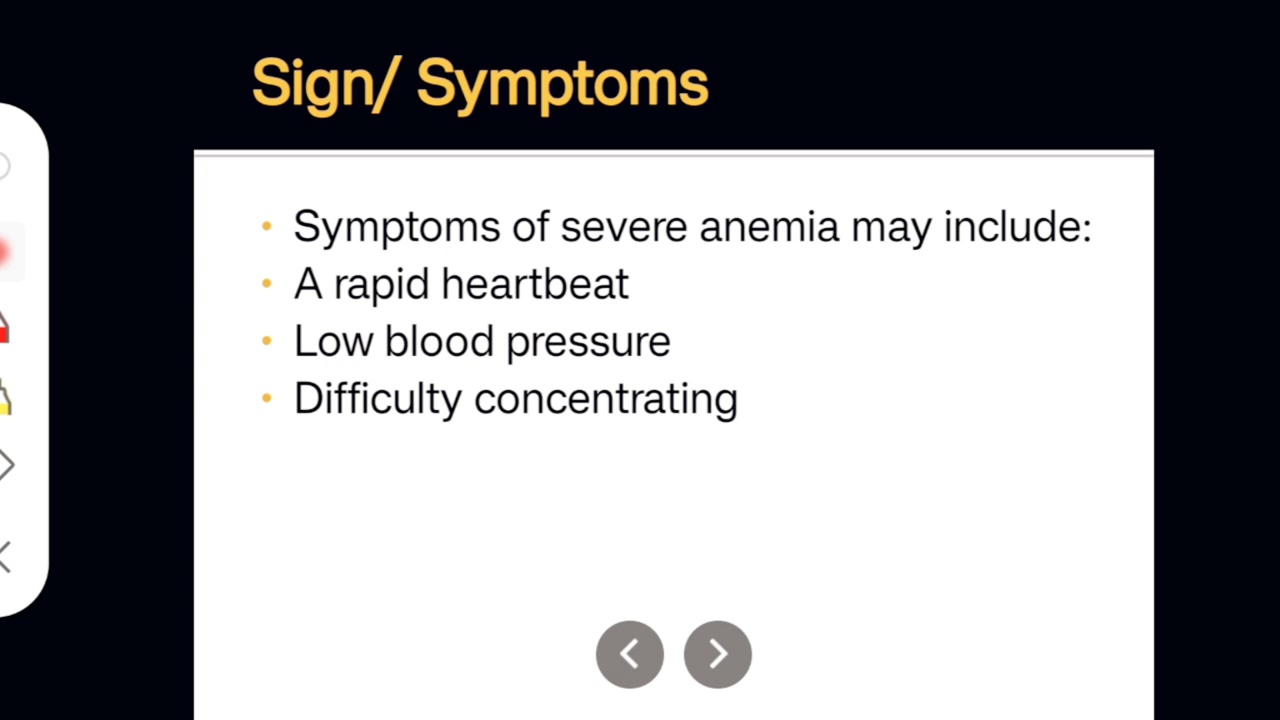 Sign/ Symptoms
• Symptoms of severe anemia may include:
• A rapid heartbeat
• Low blood pressure
• Difficulty concentrating